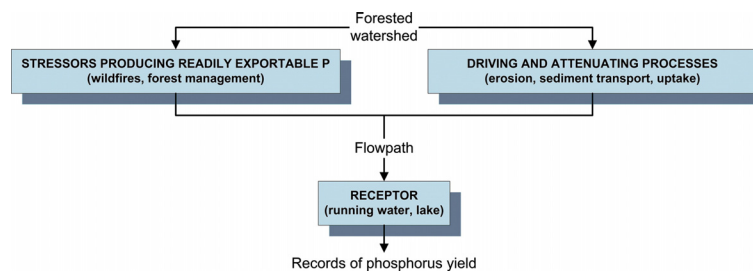 Forested
watershed
STRESSORS PRODUCING READILY EXPORTABLE P
(wildfires, forest management)
DRIVING AND ATTENUATING PROCESSES
(erosion, sediment transport, uptake)
Flowpath
RECEPTOR
(running water, lake)
Records of phosphorus yield